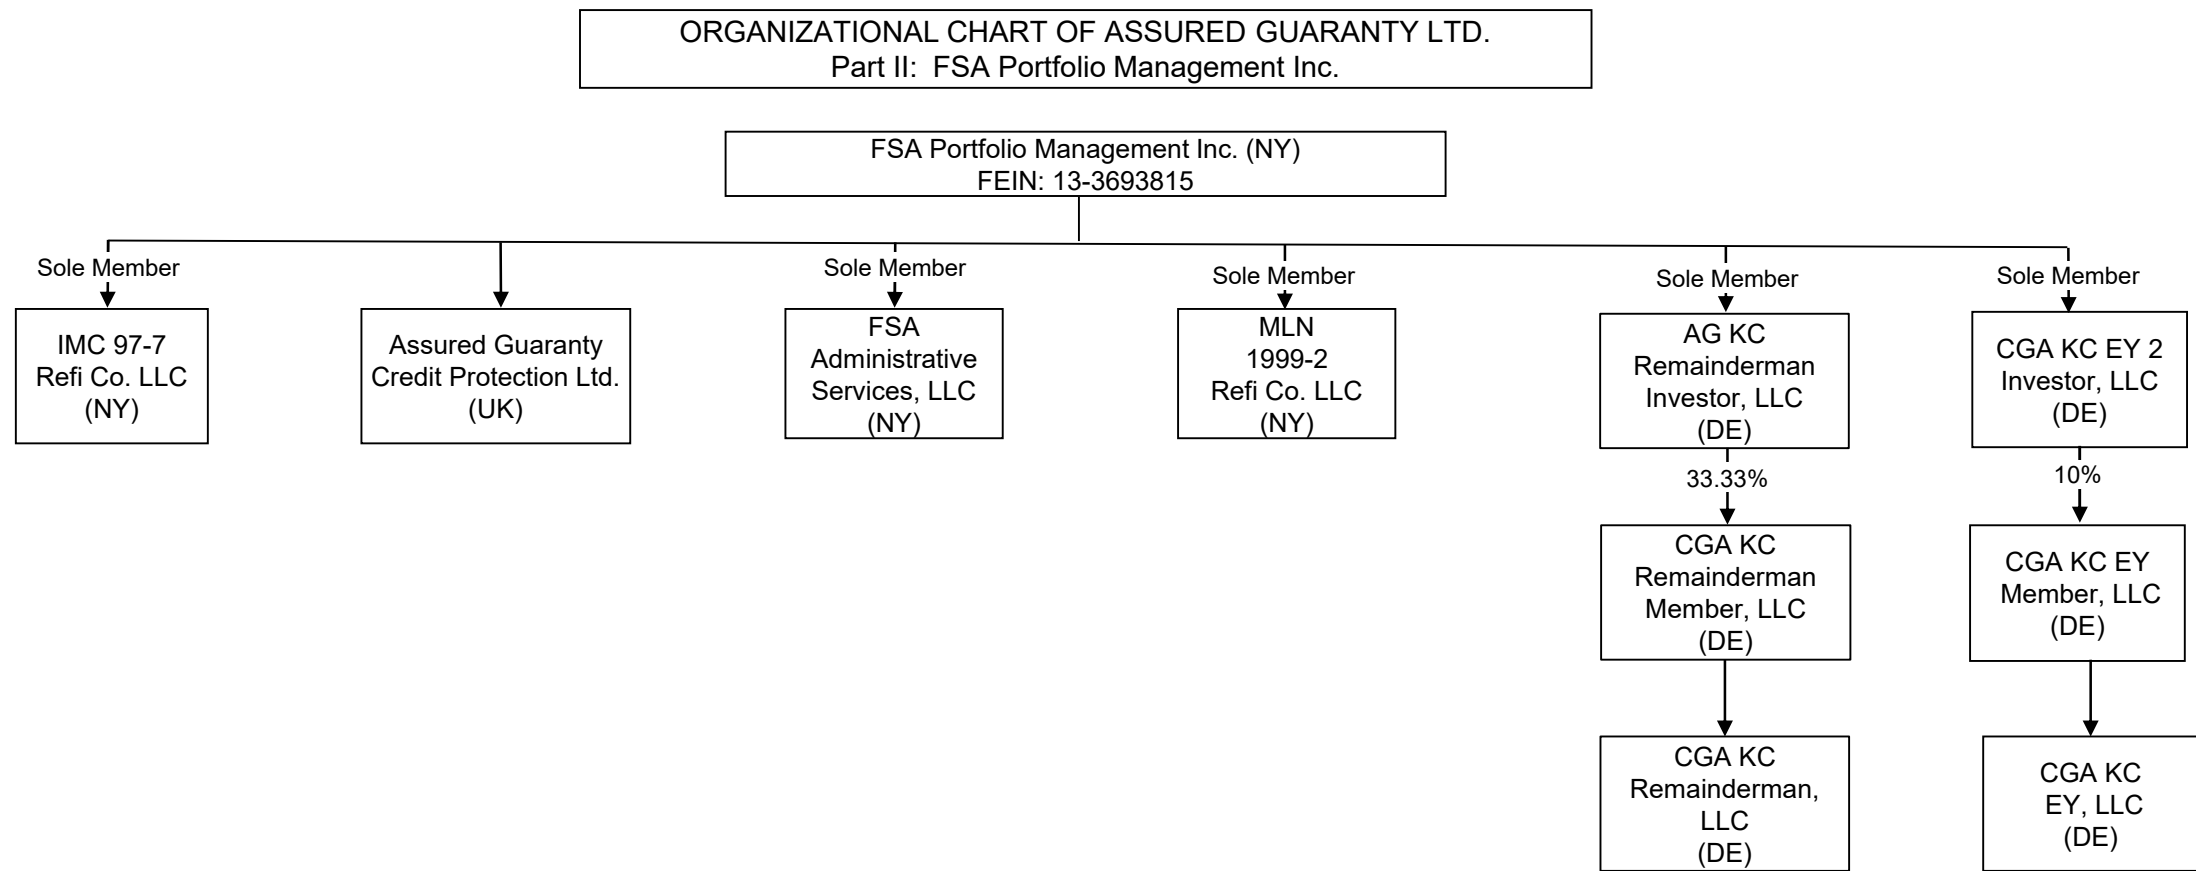 ORGANIZATIONAL CHART OF ASSURED GUARANTY LTD.
Part II:  FSA Portfolio Management Inc.
FSA Portfolio Management Inc. (NY)
FEIN: 13-3693815
Sole Member
IMC 97-7
Refi Co. LLC
(NY)
Assured Guaranty
Credit Protection Ltd.
(UK)
Sole Member
FSA
Administrative
Services, LLC
(NY)
Sole Member
MLN
1999-2
Refi Co. LLC
(NY)
Sole Member
AG KC
Remainderman
Investor, LLC
(DE)
33.33%
CGA KC
Remainderman
Member, LLC
(DE)
CGA KC
Remainderman,
LLC
(DE)
Sole Member
CGA KC EY 2
Investor, LLC
(DE)
10%
CGA KC EY
Member, LLC
(DE)
CGA KC
EY, LLC
(DE)